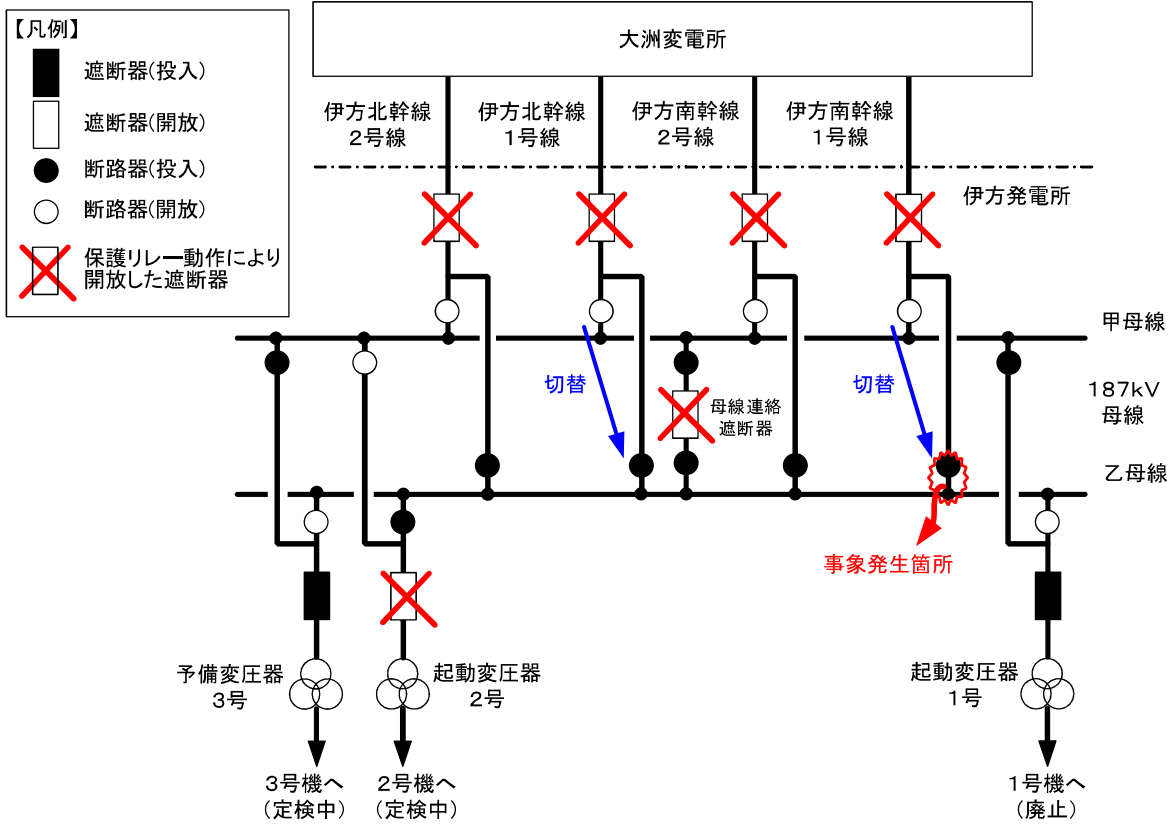 【凡例】
遮断器(投入)
遮断器(開放)
断路器(投入)
断路器(開放)
保護リレー動作により
開放した遮断器
大洲変電所
伊方北幹線
2号線
伊方北幹線
1号線
伊方南幹線
2号線
伊方南幹線
1号線
伊方発電所
甲母線
187kV
母線
乙母線
切替
母線連絡
遮断器
切替
事象発生箇所
予備変圧器
3号
起動変圧器
2号
起動変圧器
1号
3号機へ
(定検中)
2号機へ
(定検中)
1号機へ
(廃止)